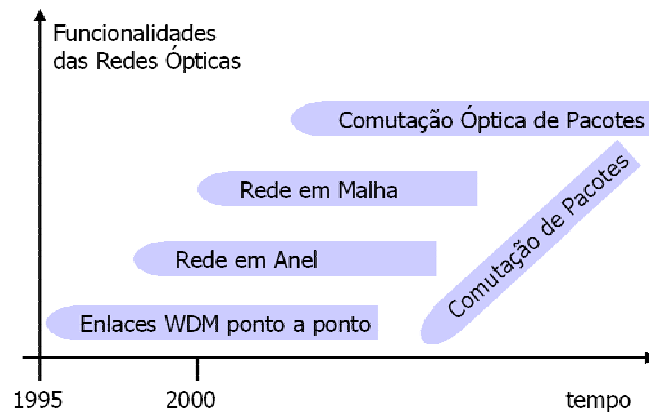 Funcionalidades
das Redes Ópticas
Comutação Óptica de Pacotes
Rede em Malha
Comutação de Pacotes
Rede em Anel
Enlaces WDM ponto a ponto
1995
2000
tempo